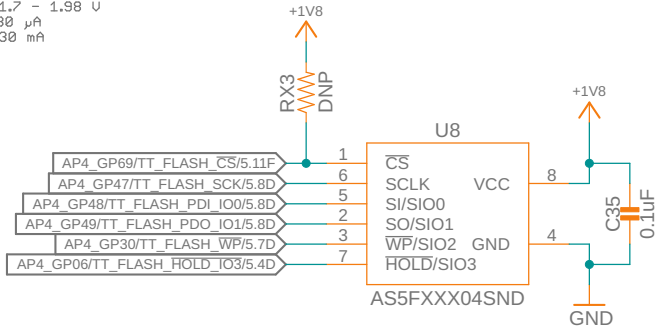 1.7 - 1.98 V
30 µA
30 mA
+1V8
RX3
DNP
+1V8
U8
AP4_GP69/TT_FLASH_CS/5.11F
1
CS
AP4_GP47/TT_FLASH_SCK/5.8D
6
SCLK
VCC
8
AP4_GP48/TT_FLASH_PDI_IO0/5.8D
5
SI/SIO0
AP4_GP49/TT_FLASH_PDO_IO1/5.8D
2
SO/SIO1
C35
0.1uF
AP4_GP30/TT_FLASH_WP/5.7D
3
WP/SIO2
GND
4
AP4_GP06/TT_FLASH_HOLD_IO3/5.4D
7
HOLD/SIO3
AS5FXXX04SND
GND